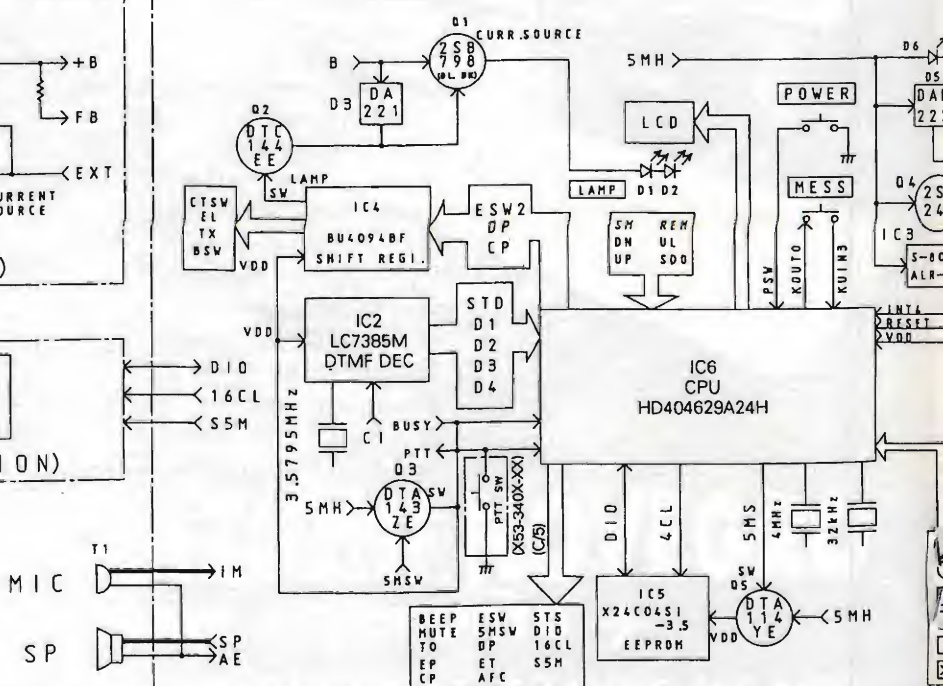 +B
FB
EXT
CURRENT
SOURCE
)
DIO
16CL
S5M
ION)
T1
MIC
SP
IM
SP
AE
Q1
2SB
798
(DL.DK)
CURR.SOURCE
B
D3
DA
221
Q2
DTC
144
EE
LAMP
SW
CTSW
EL
TX
BSW
VDD
IC4
BU4094BF
SHIFT REGI.
ESW2
DP
CP
LAMP
D1 D2
5MH
LCD
POWER
MESS
SM REM
DN UL
UP SDO
PSW
KOUT0
KUIN3
D6
D5
Q4
IC3
INT4
RESET
VDD
VDD
IC2
LC7385M
DTMF DEC
STD
D1
D2
D3
D4
3.5795MHz
CI
BUSY
PTT
Q3
DTA
143
ZE
SW
5MH
5MSW
PTT SW
(X53-340X-XX)
(C/5)
IC6
CPU
HD404629A24H
DIO
4CL
5MS
4MHz
32kHz
BEEP ESW STS
MUTE 5MSW DIO
TO DP 16CL
EP ET S5M
CP AFC
IC5
X24C04SI
-3.5
EEPROM
VDD
SW
Q5
DTA
114
YE
5MH